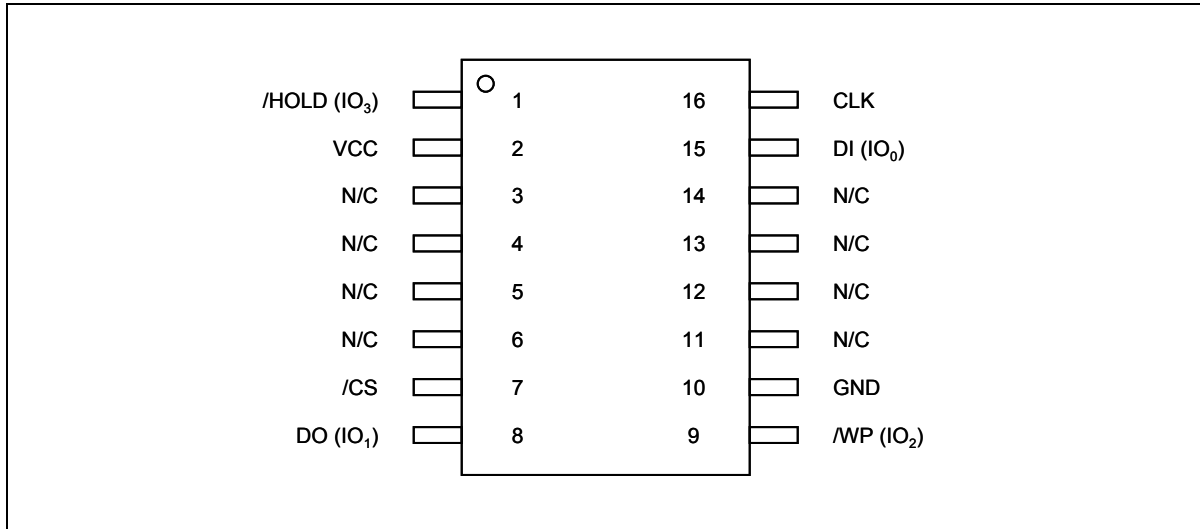 /HOLD (IO₃) 1 16 CLK
VCC 2 15 DI (IO₀)
N/C 3 14 N/C
N/C 4 13 N/C
N/C 5 12 N/C
N/C 6 11 N/C
/CS 7 10 GND
DO (IO₁) 8 9 /WP (IO₂)